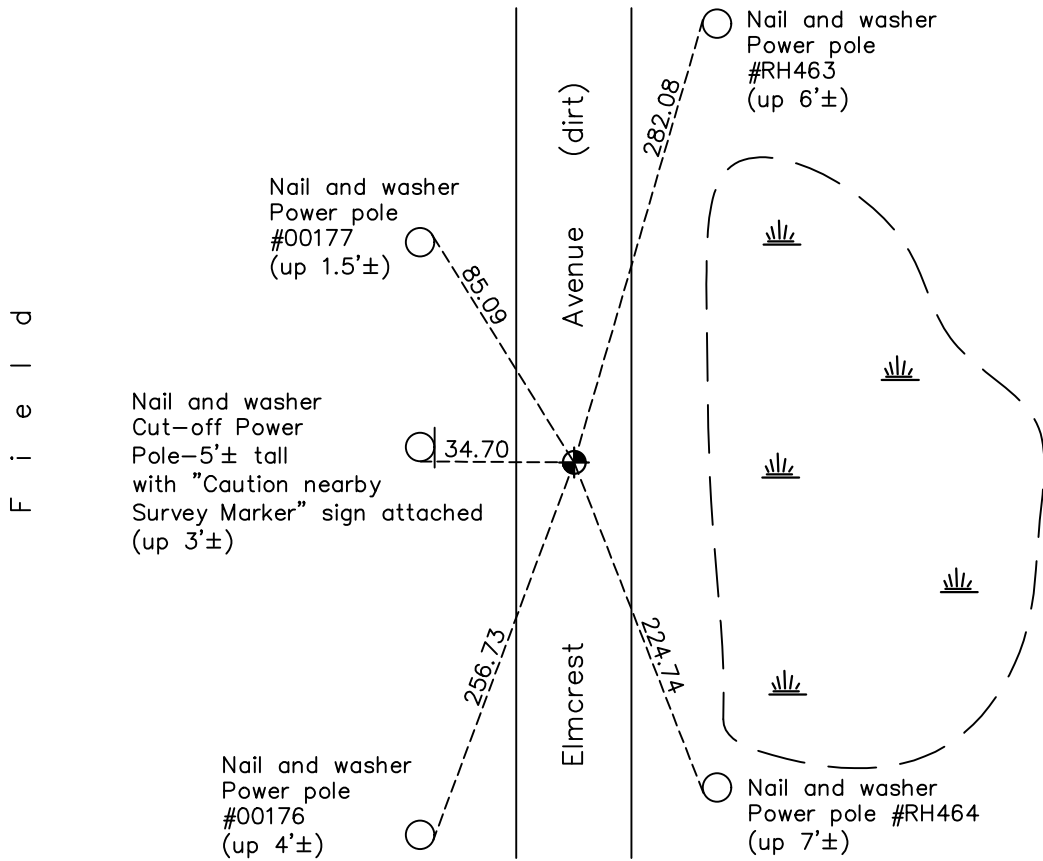 Nail and washer
Power pole
#RH463
(up 6'±)
282.08
Nail and washer
Power pole
#00177
(up 1.5'±)
85.09
Elmcrest Avenue (dirt)
Field
Nail and washer
Cut-off Power
Pole-5'± tall
with "Caution nearby
Survey Marker" sign attached
(up 3'±)
34.70
256.73
224.74
Nail and washer
Power pole
#00176
(up 4'±)
Nail and washer
Power pole #RH464
(up 7'±)